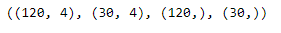 ((120, 4), (30, 4), (120,), (30,))